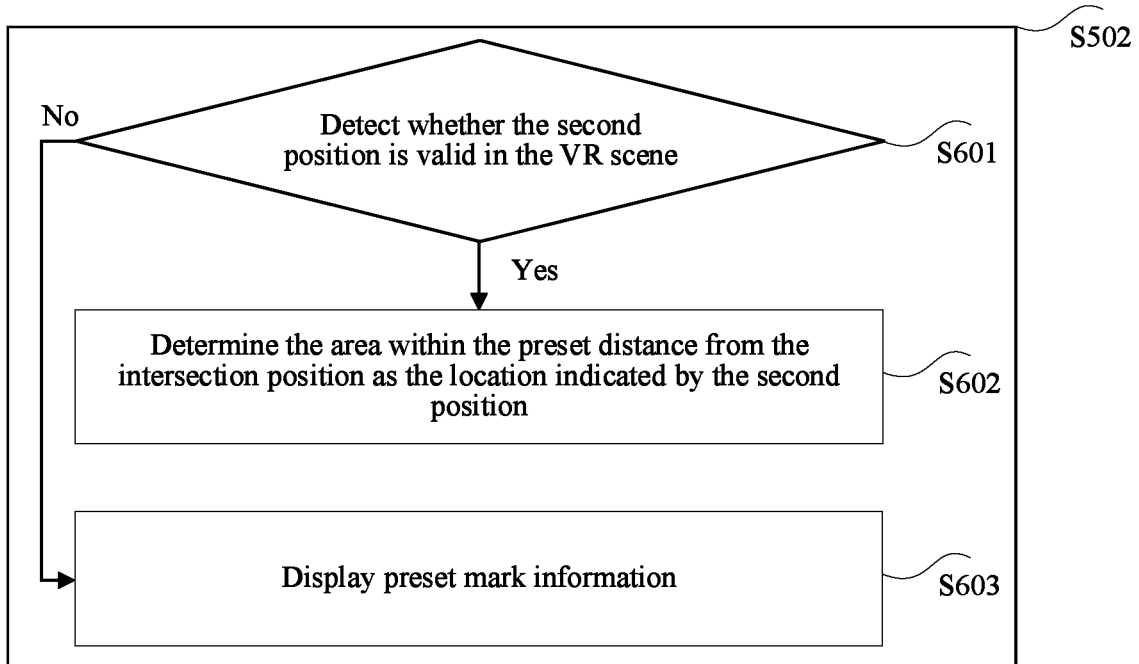 S502
No
Detect whether the second
position is valid in the VR scene
S601
Yes
Determine the area within the preset distance from the
intersection position as the location indicated by the second
position
S602
Display preset mark information
S603